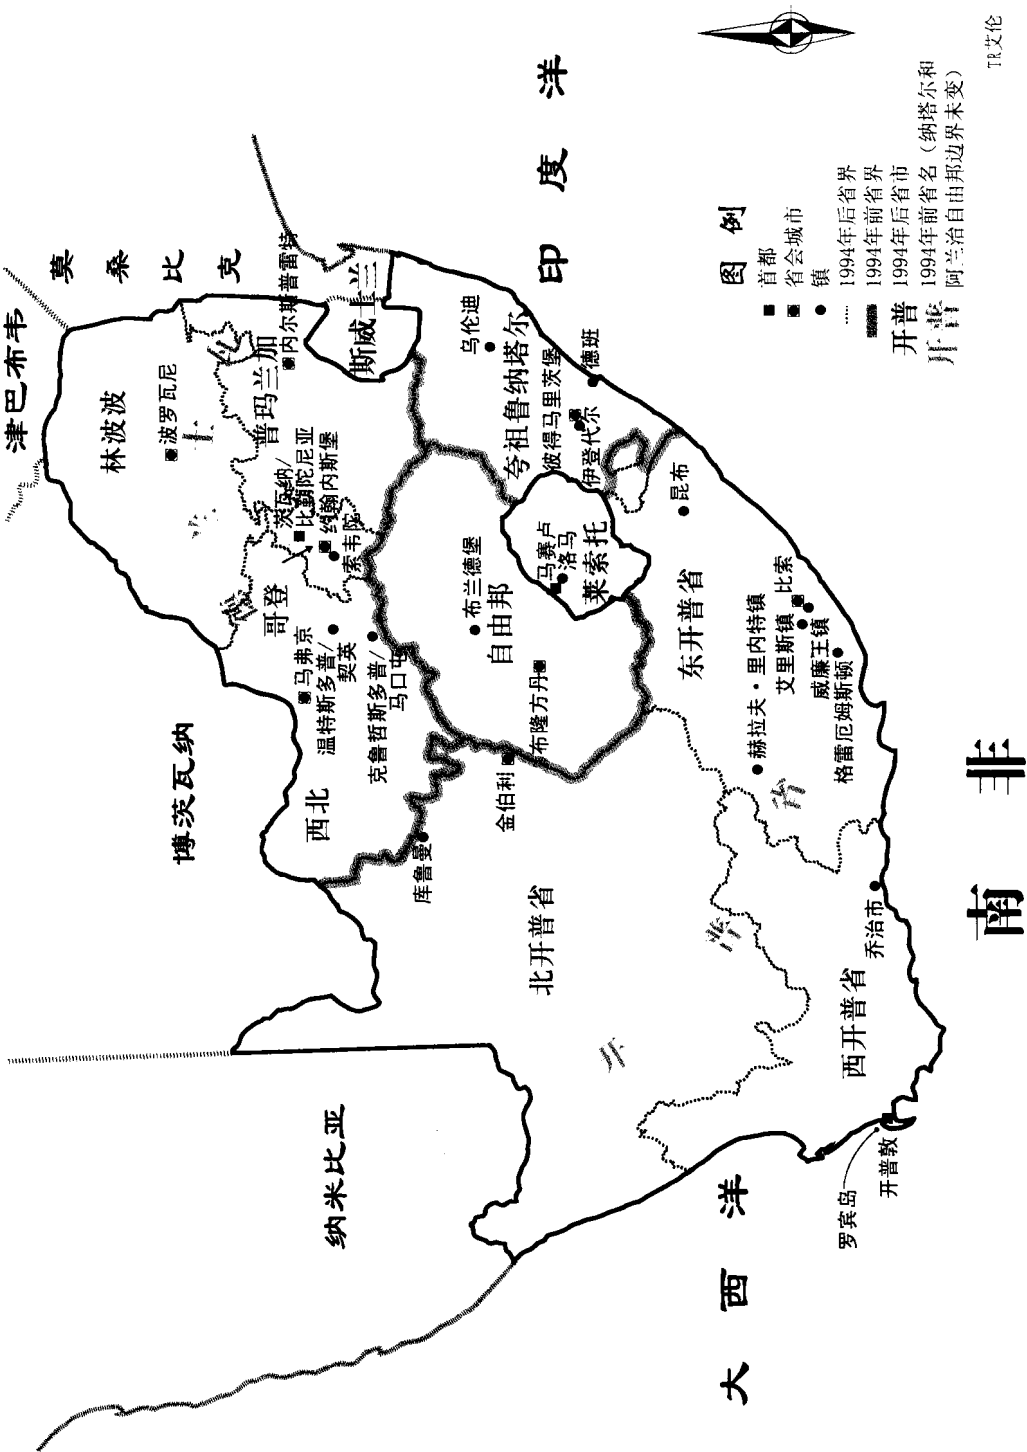 津巴布韦
莫桑比克
博茨瓦纳
纳米比亚
大西洋
印度洋
南非
林波波
波罗瓦尼
普玛兰加
内尔斯普雷特
斯威士兰
茨瓦纳/
比勒陀尼亚
约翰内斯堡
索韦陀
哥登
马弗京
温特斯多普/
契英
克鲁哲斯多普/
马口屯
西北
库鲁曼
金伯利
布隆方丹
自由邦
布兰德堡
马赛卢
洛马
莱索托
夸祖鲁纳塔尔
乌伦迪
彼得马里茨堡
伊登代尔
德班
昆布
东开普省
赫拉夫·里内特镇
艾里斯镇
比索
威廉王镇
格雷厄姆斯顿
北开普省
西开普省
乔治市
开普敦
罗宾岛
开普省
图例
首都
省会城市
镇
1994年后省界
1994年前省界
开普 1994年后省市
开普 1994年前省名（纳塔尔和
阿兰治自由邦边界未变）
TR艾伦